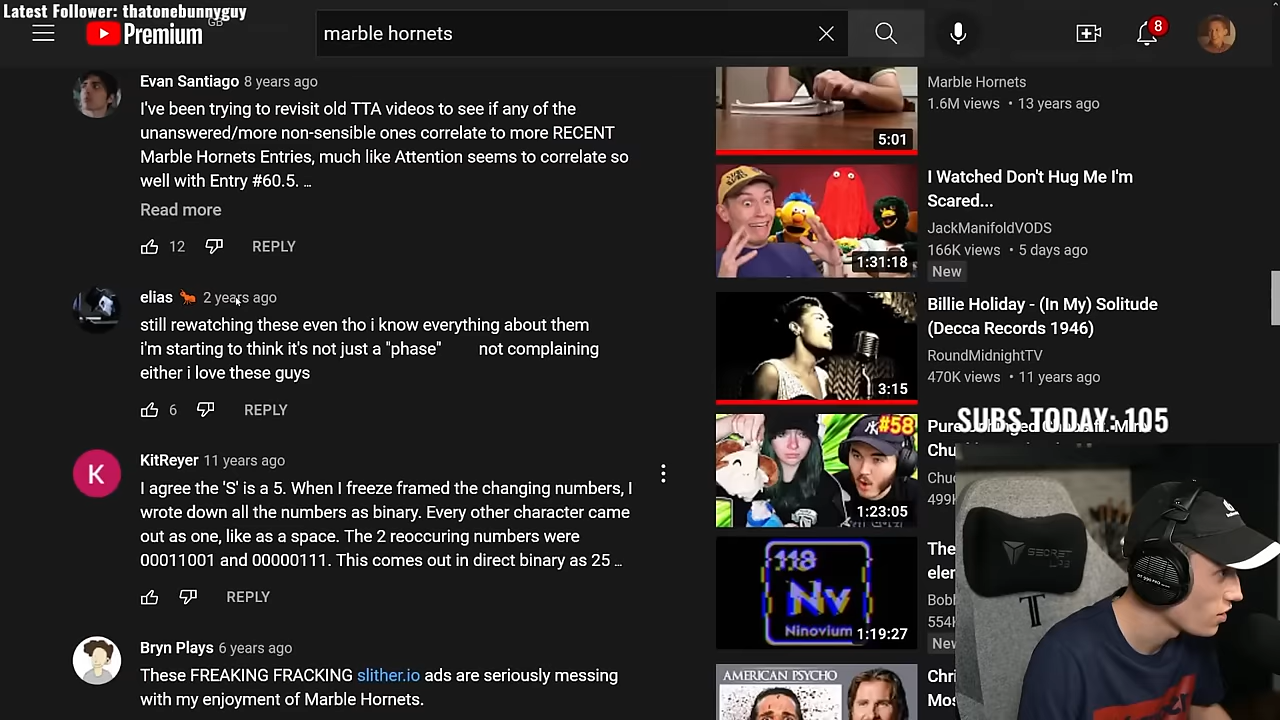 Latest Follower: thatonebunnyguy
Premium
GB
marble hornets
8
Evan Santiago 8 years ago
I've been trying to revisit old TTA videos to see if any of the
unanswered/more non-sensible ones correlate to more RECENT
Marble Hornets Entries, much like Attention seems to correlate so
well with Entry #60.5. …
Read more
12
REPLY
elias 2 years ago
still rewatching these even tho i know everything about them
i'm starting to think it's not just a "phase" not complaining
either i love these guys
6
REPLY
K
KitReyer 11 years ago
I agree the 'S' is a 5. When I freeze framed the changing numbers, I
wrote down all the numbers as binary. Every other character came
out as one, like as a space. The 2 reoccuring numbers were
00011001 and 00000111. This comes out in direct binary as 25 …
REPLY
Bryn Plays 6 years ago
These FREAKING FRACKING slither.io ads are seriously messing
with my enjoyment of Marble Hornets.
5:01
Marble Hornets
1.6M views • 13 years ago
1:31:18
I Watched Don't Hug Me I'm
Scared...
JackManifoldVODS
166K views • 5 days ago
New
3:15
Billie Holiday - (In My) Solitude
(Decca Records 1946)
RoundMidnightTV
470K views • 11 years ago
SUBS TODAY: 105
#58
1:23:05
118
Nv
Ninovium
1:19:27
AMERICAN PSYCHO
SECRET
LAB
T